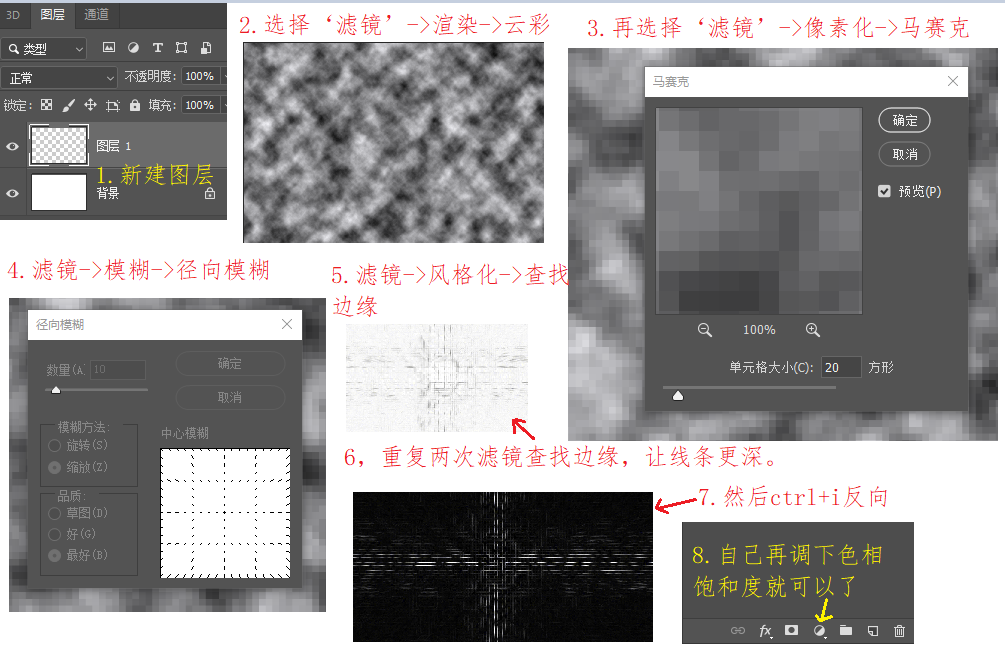 3D 图层 通道
类型
正常 不透明度: 100%
锁定: 填充: 100%
图层 1
1.新建图层
背景
2.选择‘滤镜’->渲染->云彩
3.再选择‘滤镜’->像素化->马赛克
马赛克
确定
取消
预览(P)
100%
单元格大小(C): 20 方形
4.滤镜->模糊->径向模糊
径向模糊
数量(A 10
确定
取消
模糊方法:
旋转(S)
缩放(Z)
中心模糊
品质:
草图(D)
好(G)
最好(B)
5.滤镜->风格化->查找
边缘
6，重复两次滤镜查找边缘，让线条更深。
7.然后ctrl+i反向
8.自己再调下色相
饱和度就可以了
fx